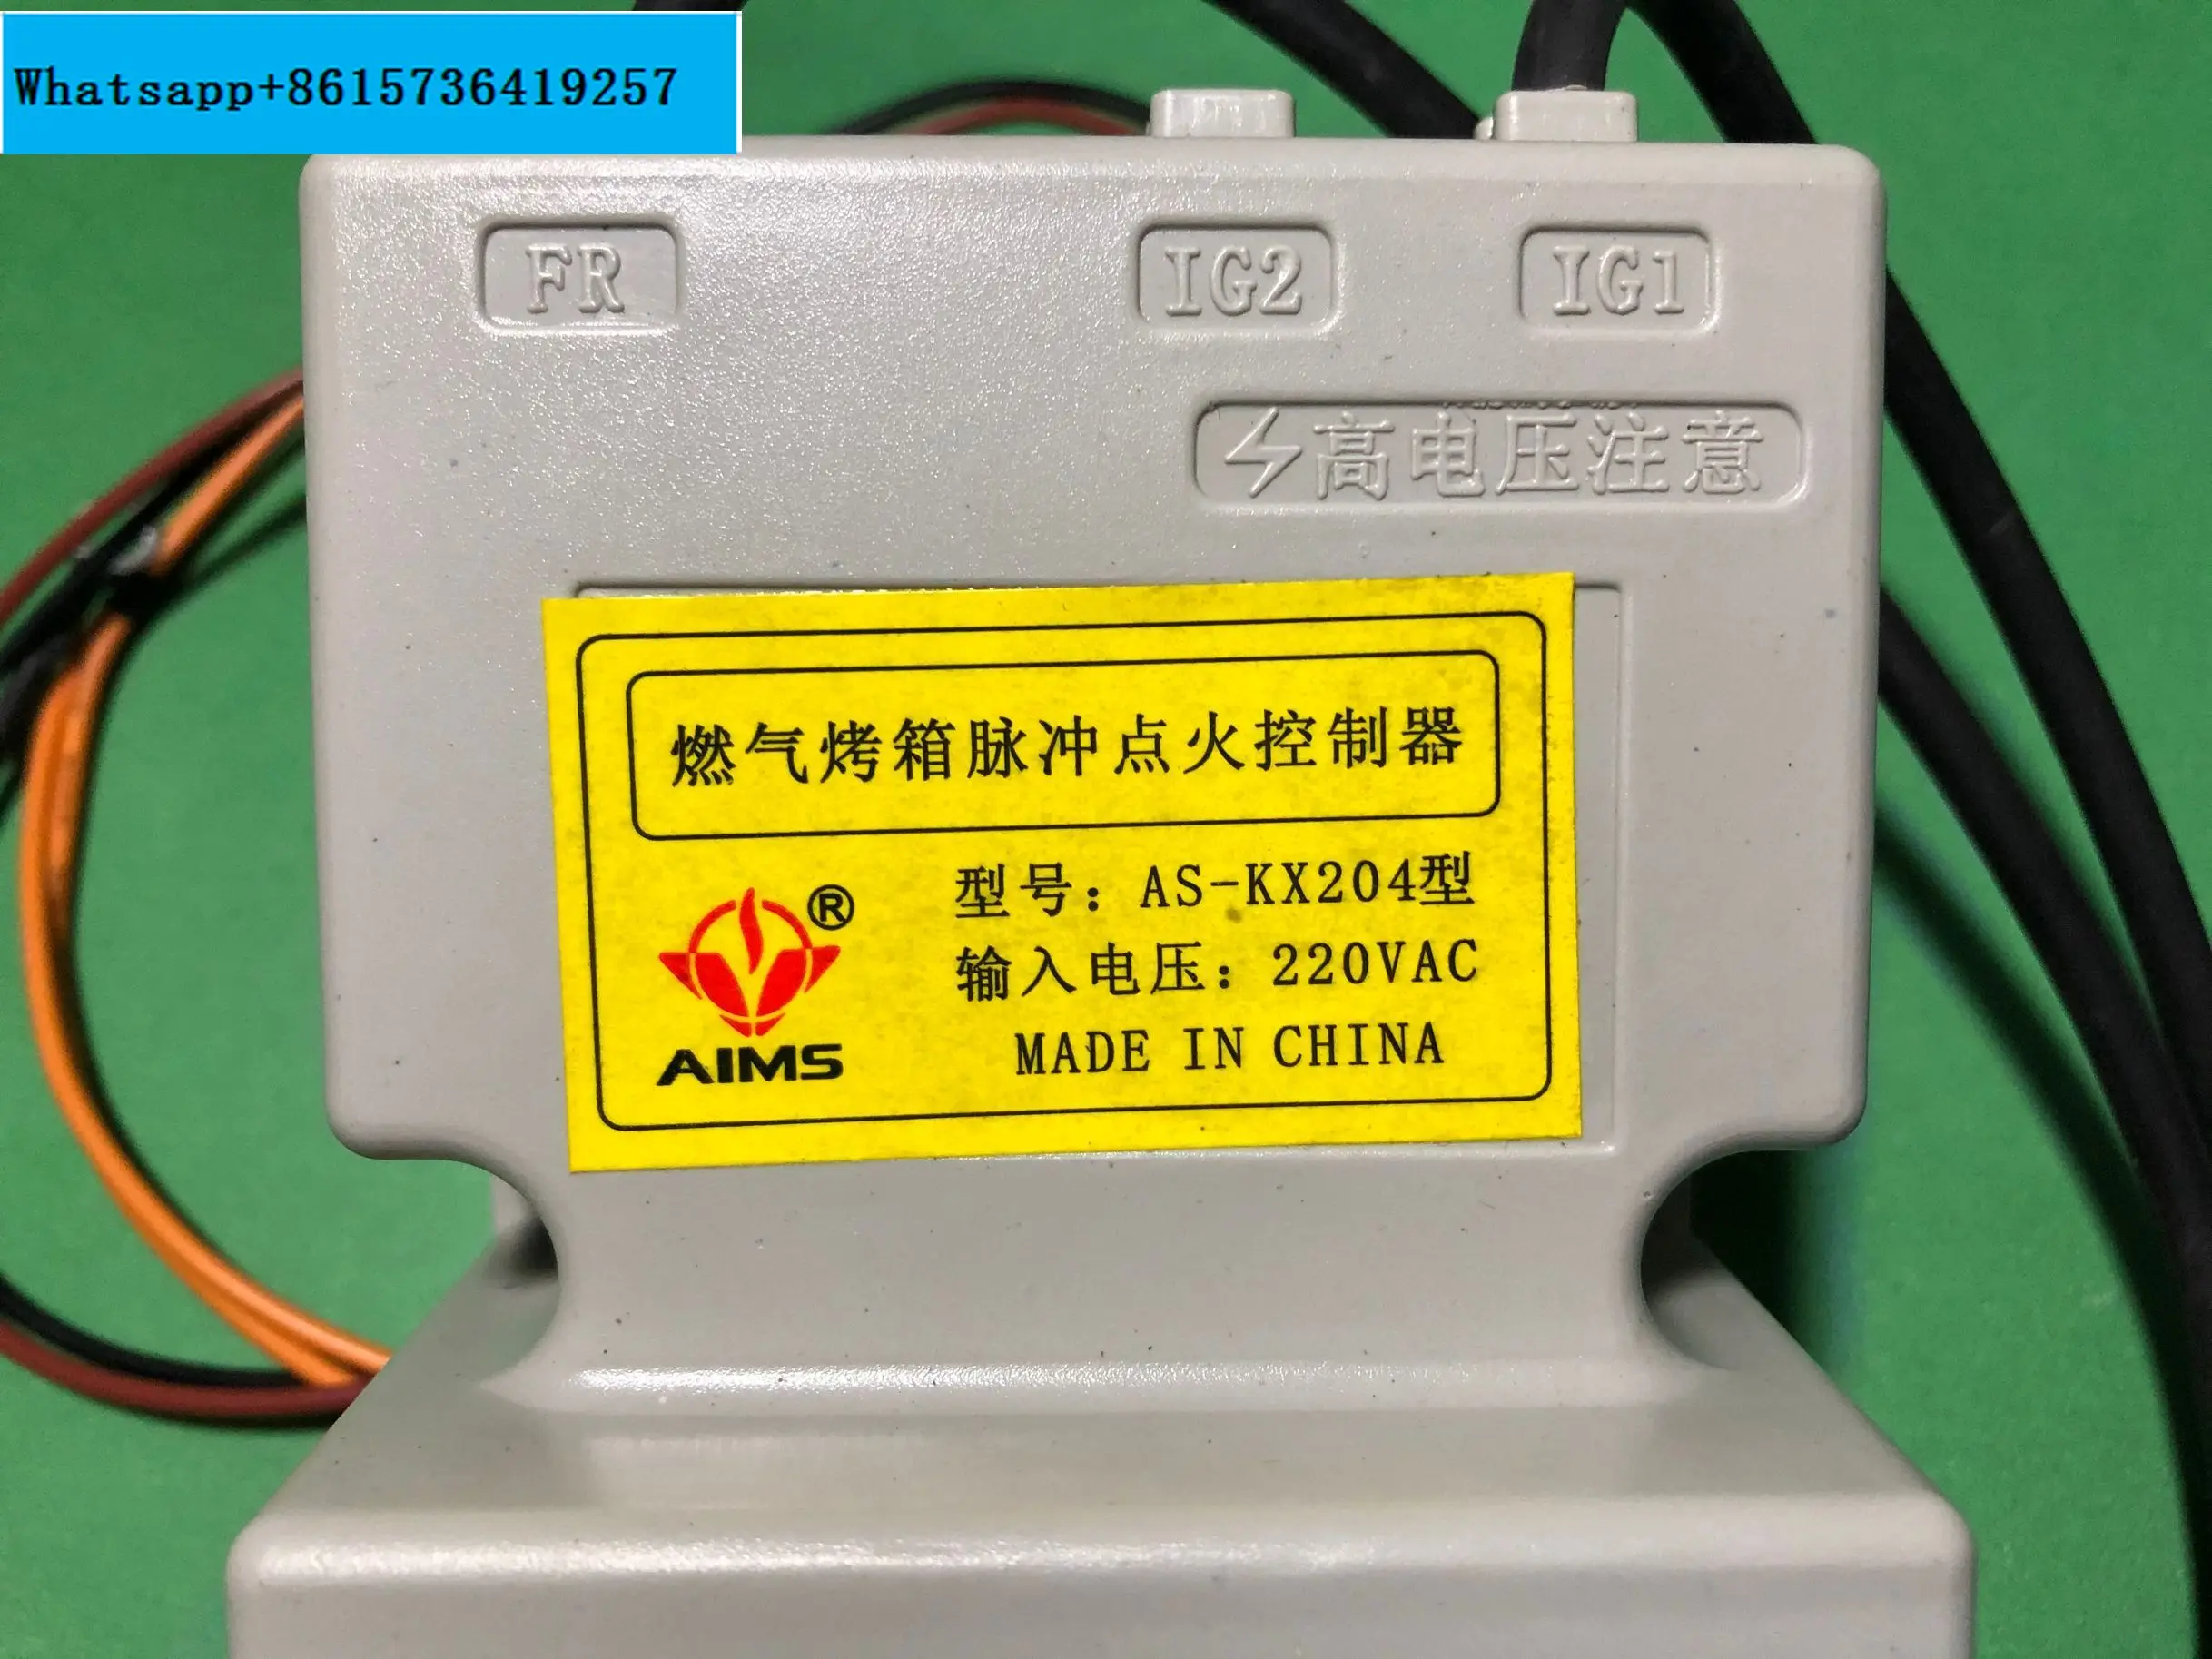 Whatsapp+8615736419257
FR
IG2
IG1
高电压注意
燃气烤箱脉冲点火控制器
®
型号：AS-KX204型
输入电压：220VAC
AIMS
MADE IN CHINA